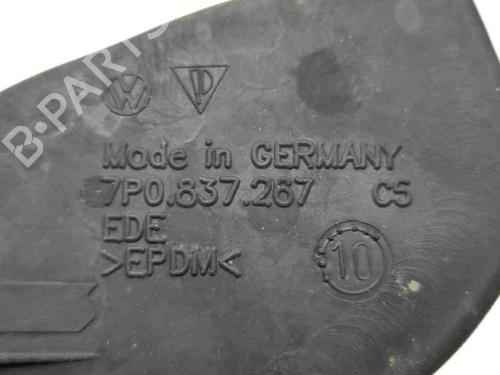 B-PARTS
Made in GERMANY
7P0.837.267 C5
EDE
>EPDM<
10